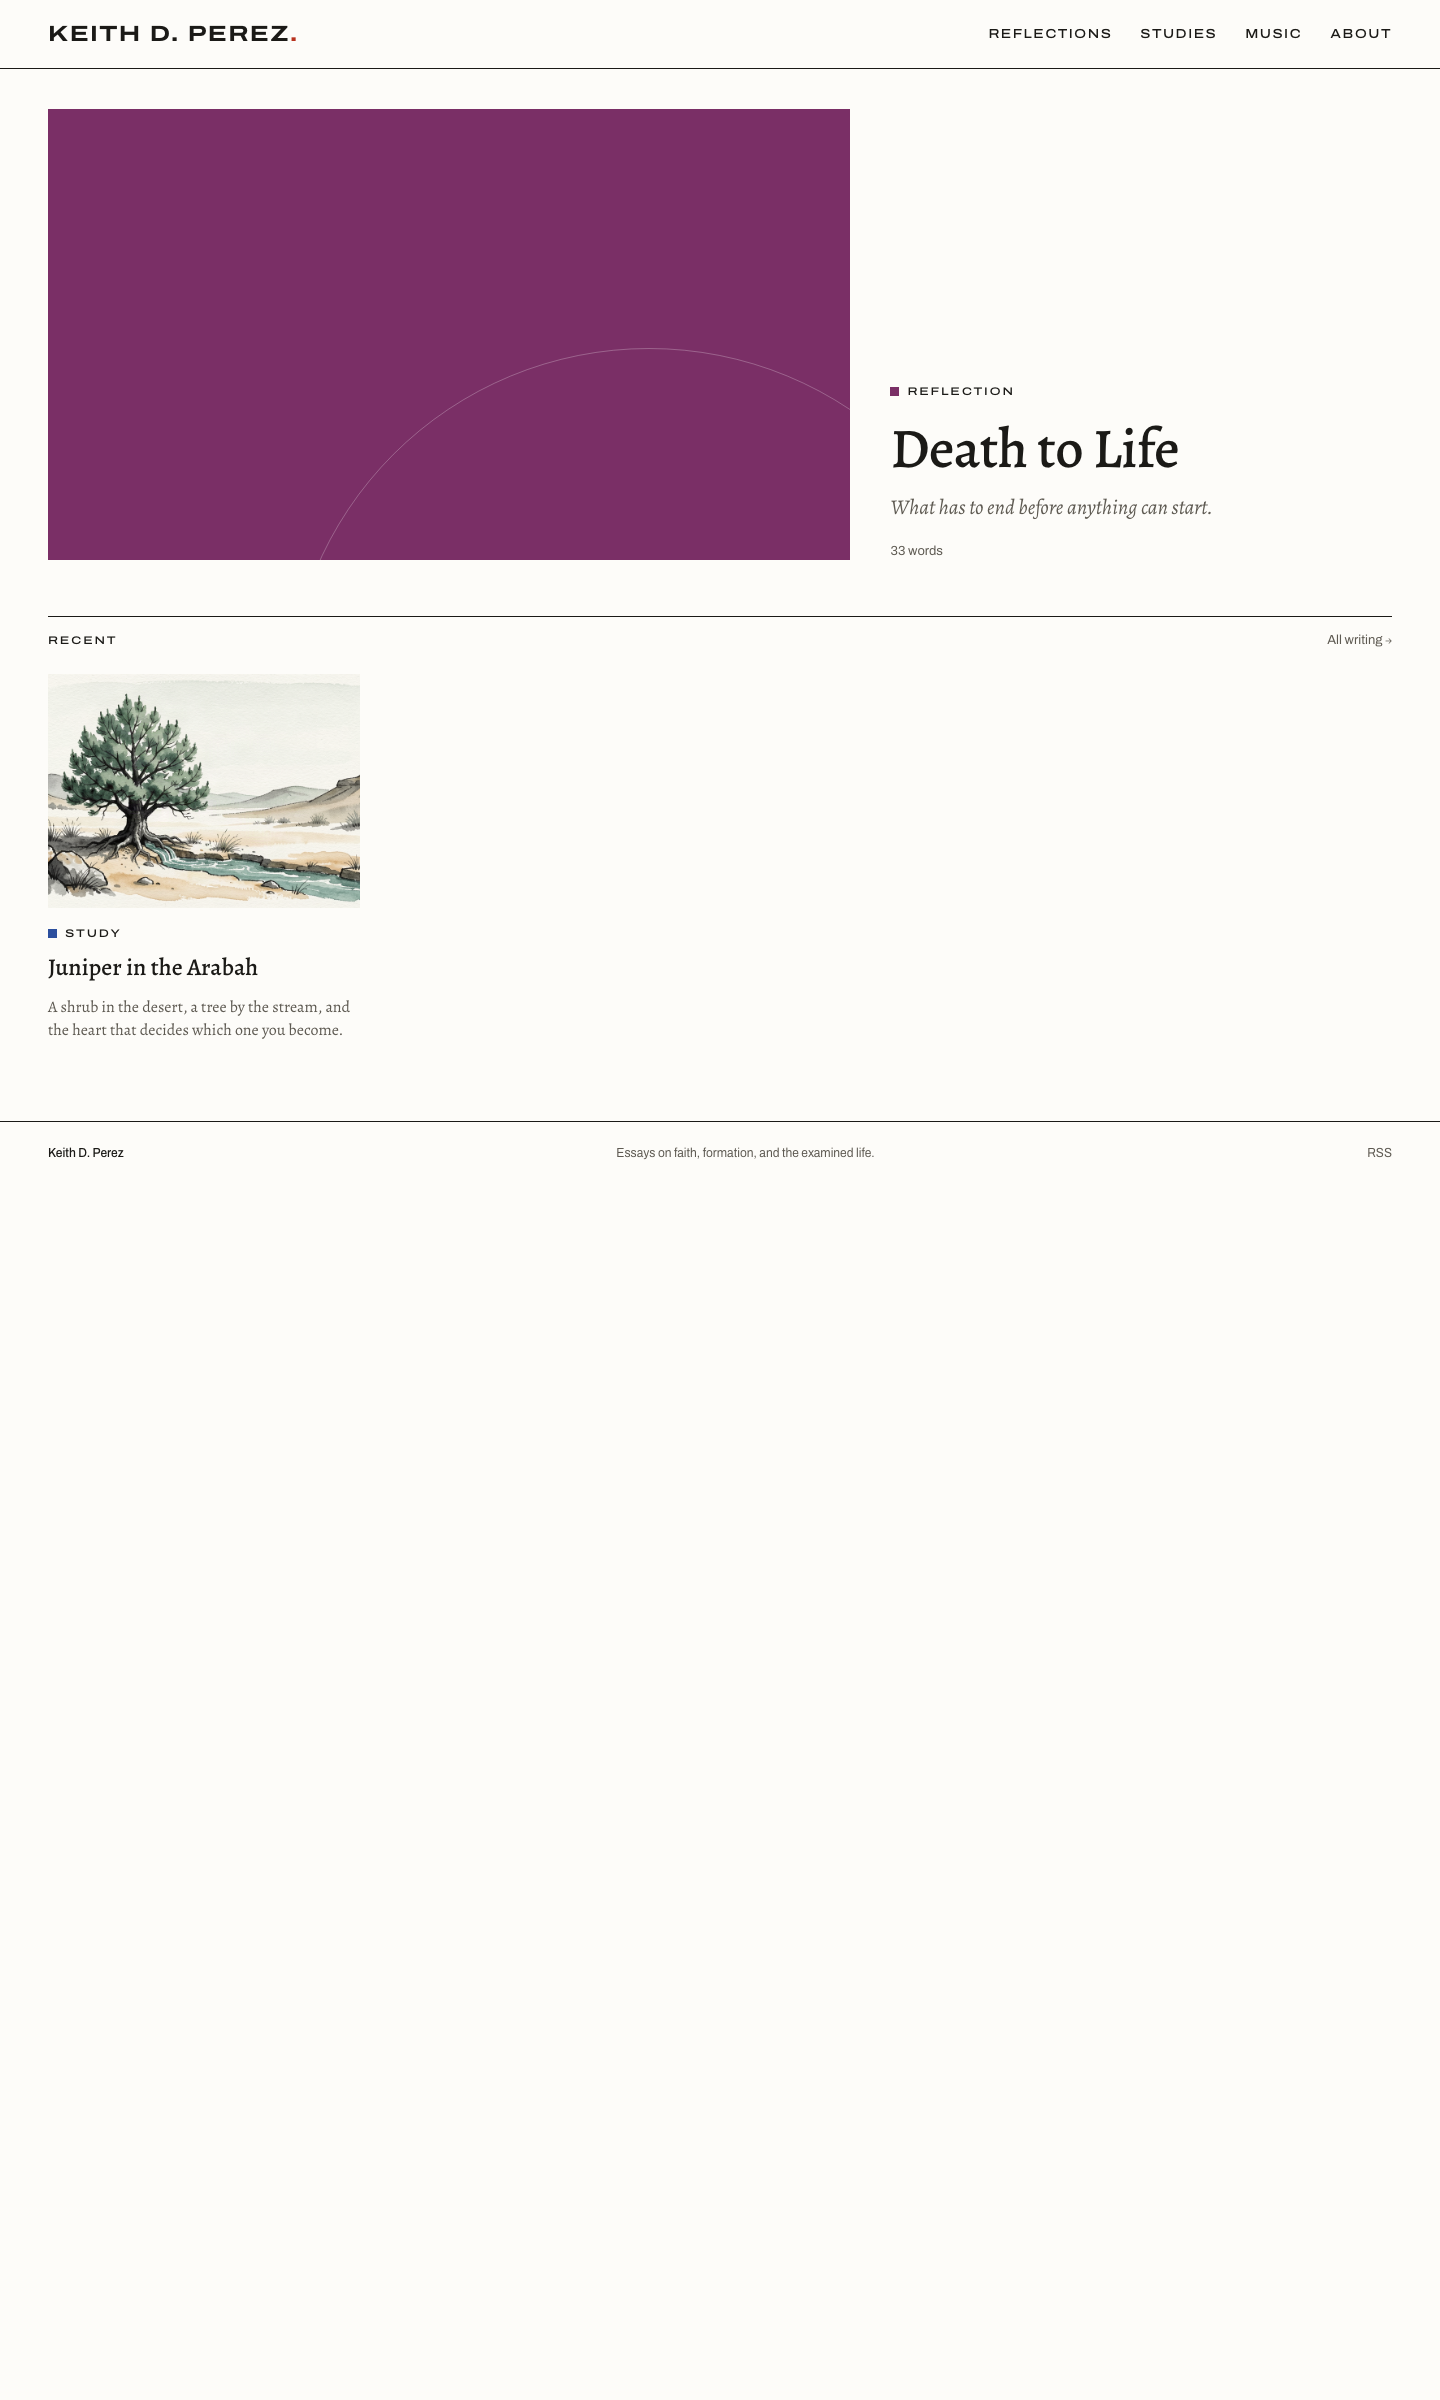 KEITH D. PEREZ.
REFLECTIONS STUDIES MUSIC ABOUT
REFLECTION
Death to Life
What has to end before anything can start.
33 words
RECENT
All writing →
STUDY
Juniper in the Arabah
A shrub in the desert, a tree by the stream, and
the heart that decides which one you become.
Keith D. Perez
Essays on faith, formation, and the examined life.
RSS